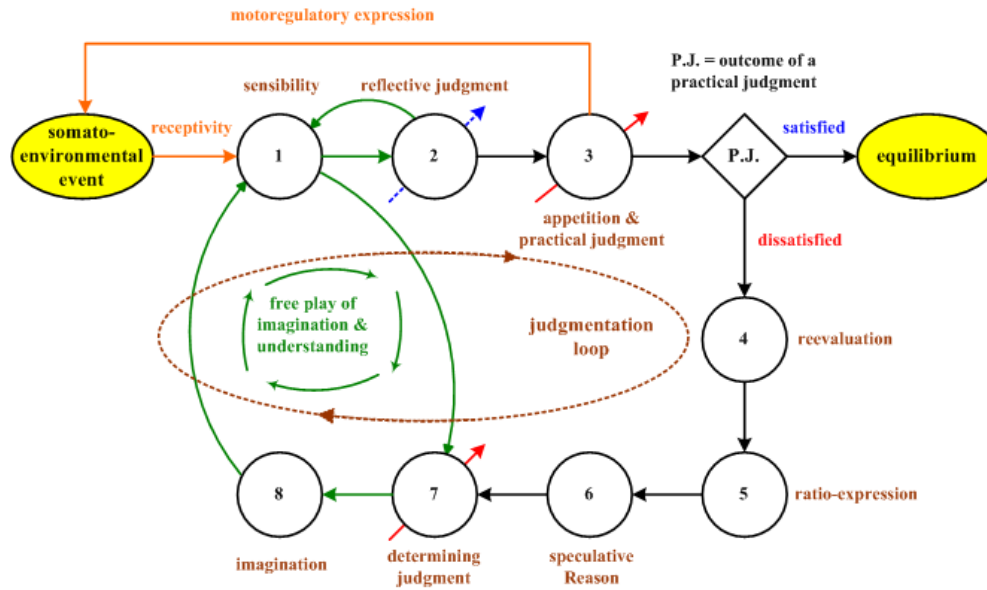 motoregulatory expression
P.J. = outcome of a
practical judgment
sensibility
reflective judgment
somato-
environmental
event
receptivity
1
2
3
P.J.
satisfied
equilibrium
appetition &
practical judgment
dissatisfied
free play of
imagination &
understanding
judgmentation
loop
4
reevaluation
8
7
6
5
ratio-expression
imagination
determining
judgment
speculative
Reason